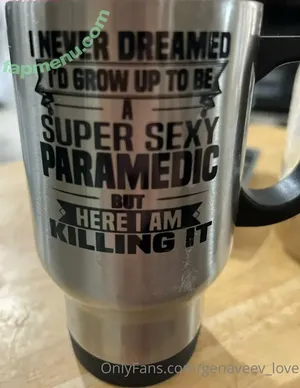 I NEVER DREAMED
I'D GROW UP TO BE
A
SUPER SEXY
PARAMEDIC
BUT
HERE I AM
KILLING IT
fapmenu.com
OnlyFans.com/genaveev_love